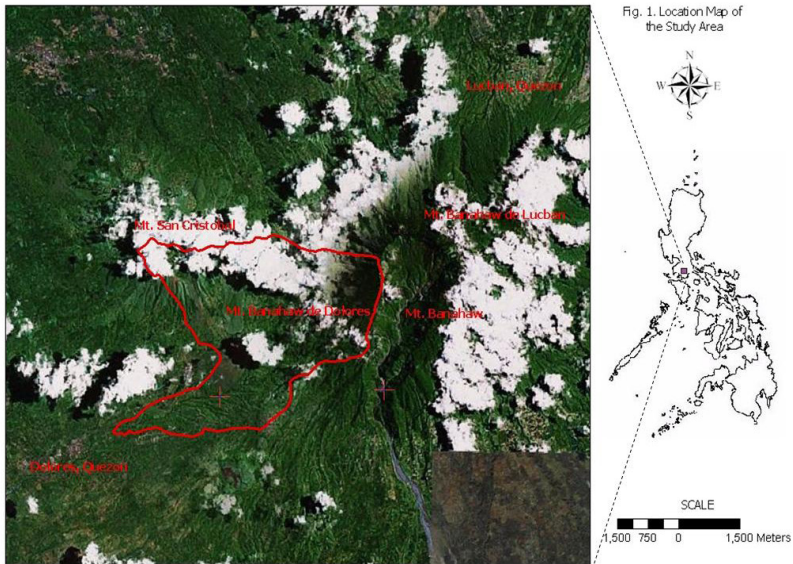 Fig. 1. Location Map of
the Study Area
N
W E
S
Lucban, Quezon
Mt. San Cristobal
Mt. Banahaw de Lucban
Mt. Banahaw de Dolores
Mt. Banahaw
Dolores, Quezon
SCALE
1,500 750 0 1,500 Meters